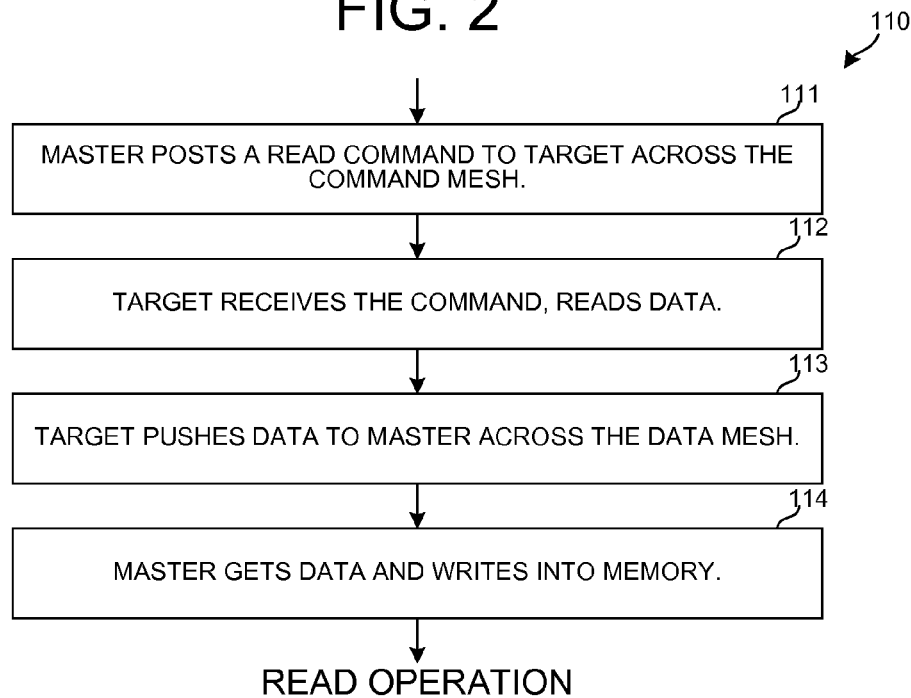 FIG. 2
110
111
MASTER POSTS A READ COMMAND TO TARGET ACROSS THE
COMMAND MESH.
112
TARGET RECEIVES THE COMMAND, READS DATA.
113
TARGET PUSHES DATA TO MASTER ACROSS THE DATA MESH.
114
MASTER GETS DATA AND WRITES INTO MEMORY.
READ OPERATION